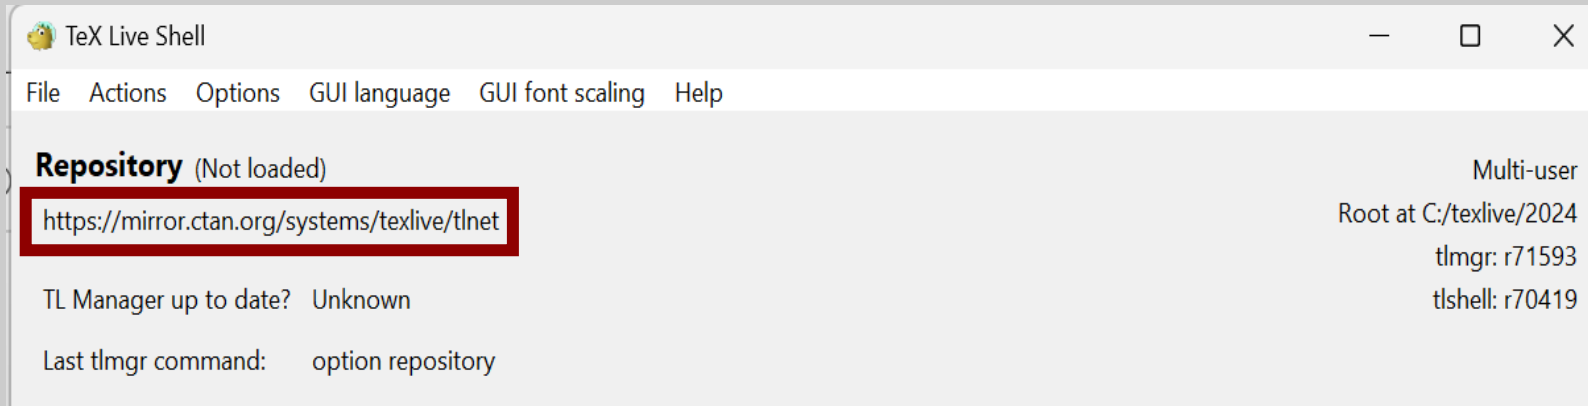 TeX Live Shell
File Actions Options GUI language GUI font scaling Help
Repository (Not loaded)
https://mirror.ctan.org/systems/texlive/tlnet
TL Manager up to date? Unknown
Last tlmgr command: option repository
Multi-user
Root at C:/texlive/2024
tlmgr: r71593
tlshell: r70419